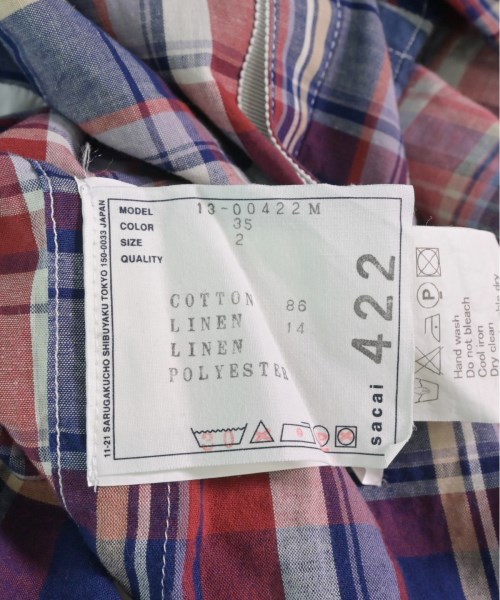 MODEL 13-00422M
COLOR 35
SIZE 2
QUALITY
COTTON 86
LINEN 14
LINEN
POLYESTER
30
sacai 422
11-21 SARUGAKUCHO SHIBUYAKU TOKYO 150-0033 JAPAN
P
Hand wash
Do not bleach
Cool iron
Dry clean